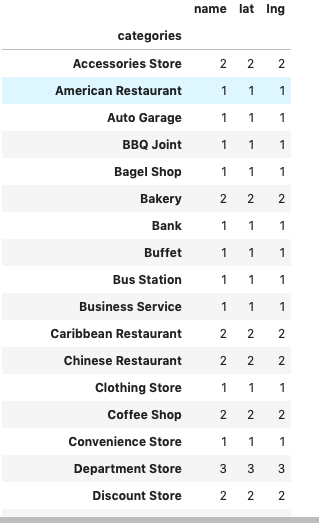 name lat lng
categories
Accessories Store 2 2 2
American Restaurant 1 1 1
Auto Garage 1 1 1
BBQ Joint 1 1 1
Bagel Shop 1 1 1
Bakery 2 2 2
Bank 1 1 1
Buffet 1 1 1
Bus Station 1 1 1
Business Service 1 1 1
Caribbean Restaurant 2 2 2
Chinese Restaurant 2 2 2
Clothing Store 1 1 1
Coffee Shop 2 2 2
Convenience Store 1 1 1
Department Store 3 3 3
Discount Store 2 2 2